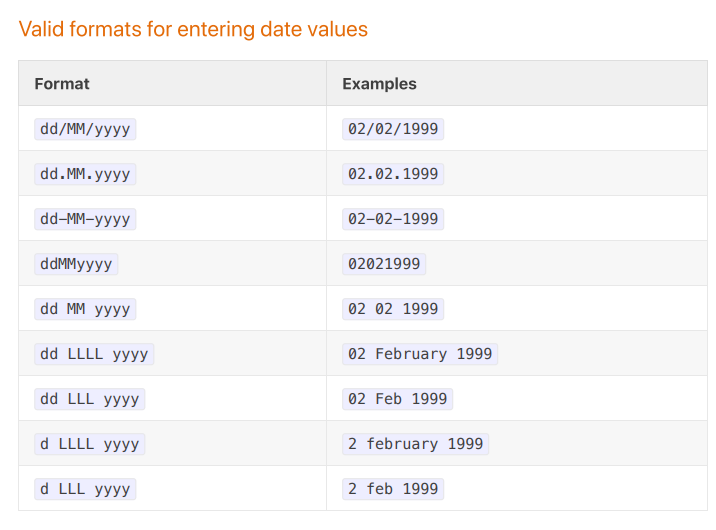 Valid formats for entering date values
Format Examples
dd/MM/yyyy 02/02/1999
dd.MM.yyyy 02.02.1999
dd-MM-yyyy 02-02-1999
ddMMyyyy 02021999
dd MM yyyy 02 02 1999
dd LLLL yyyy 02 February 1999
dd LLL yyyy 02 Feb 1999
d LLLL yyyy 2 february 1999
d LLL yyyy 2 feb 1999